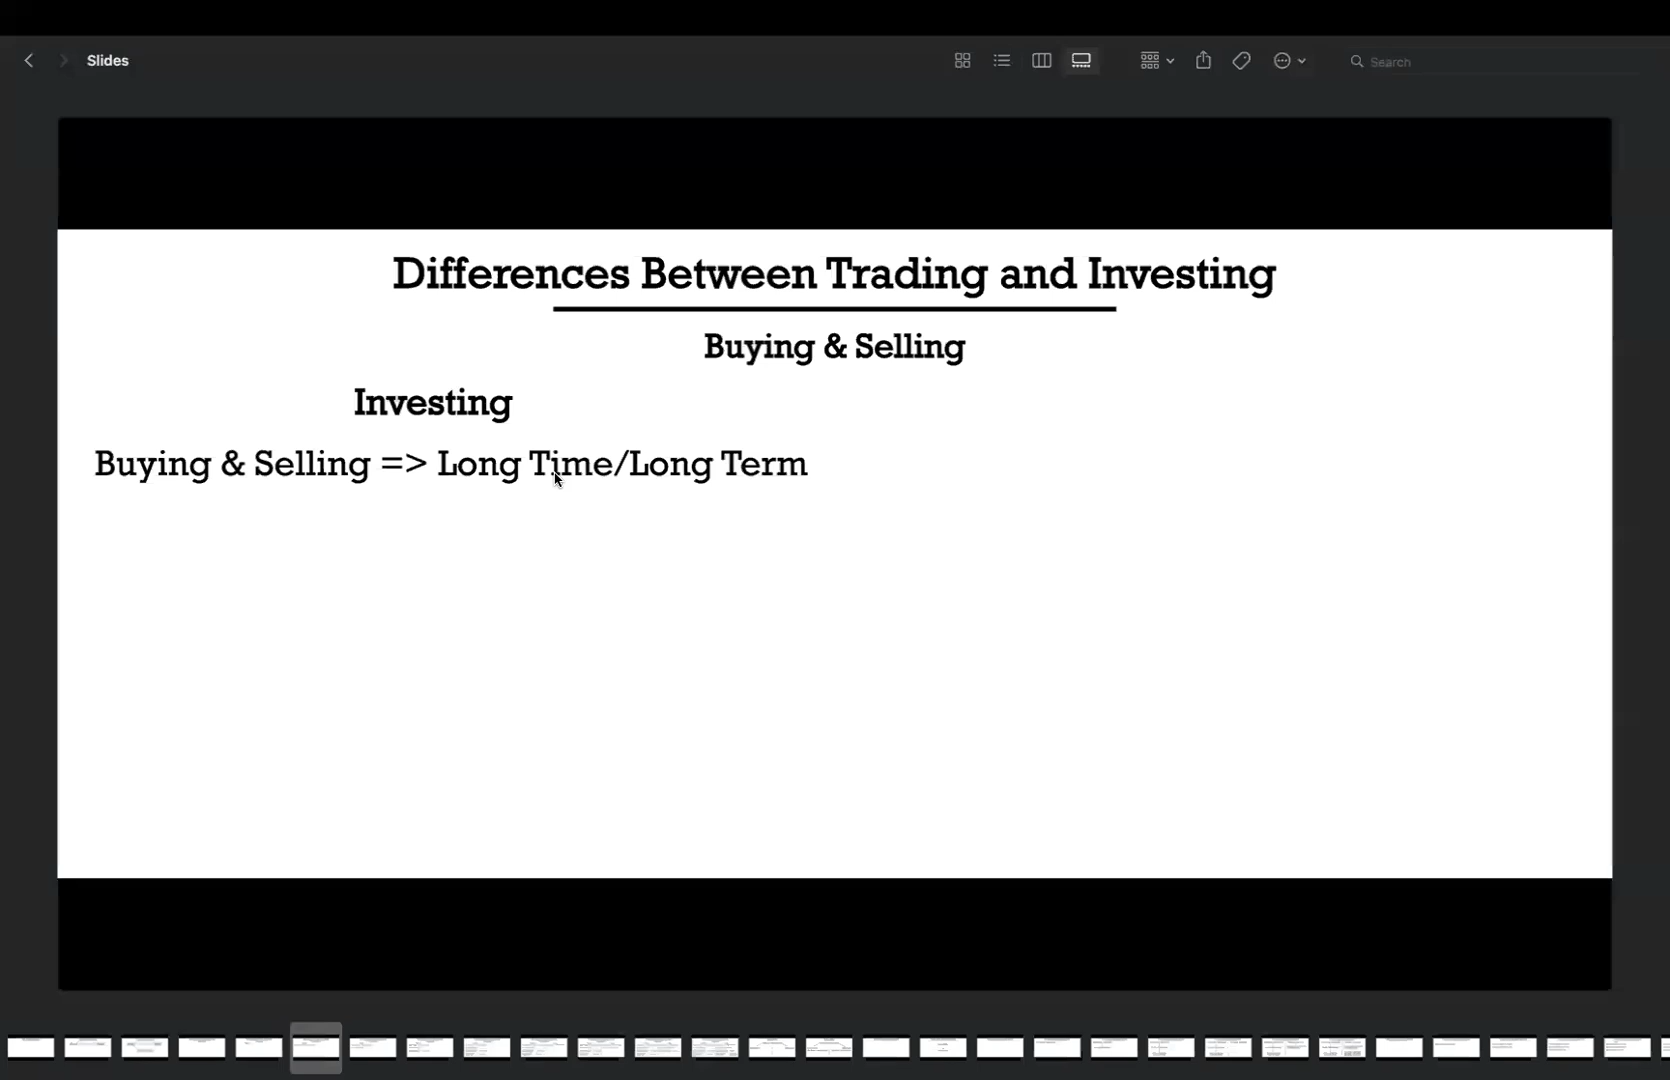 Slides
Search
Differences Between Trading and Investing
Buying & Selling
Investing
Buying & Selling => Long Time/Long Term